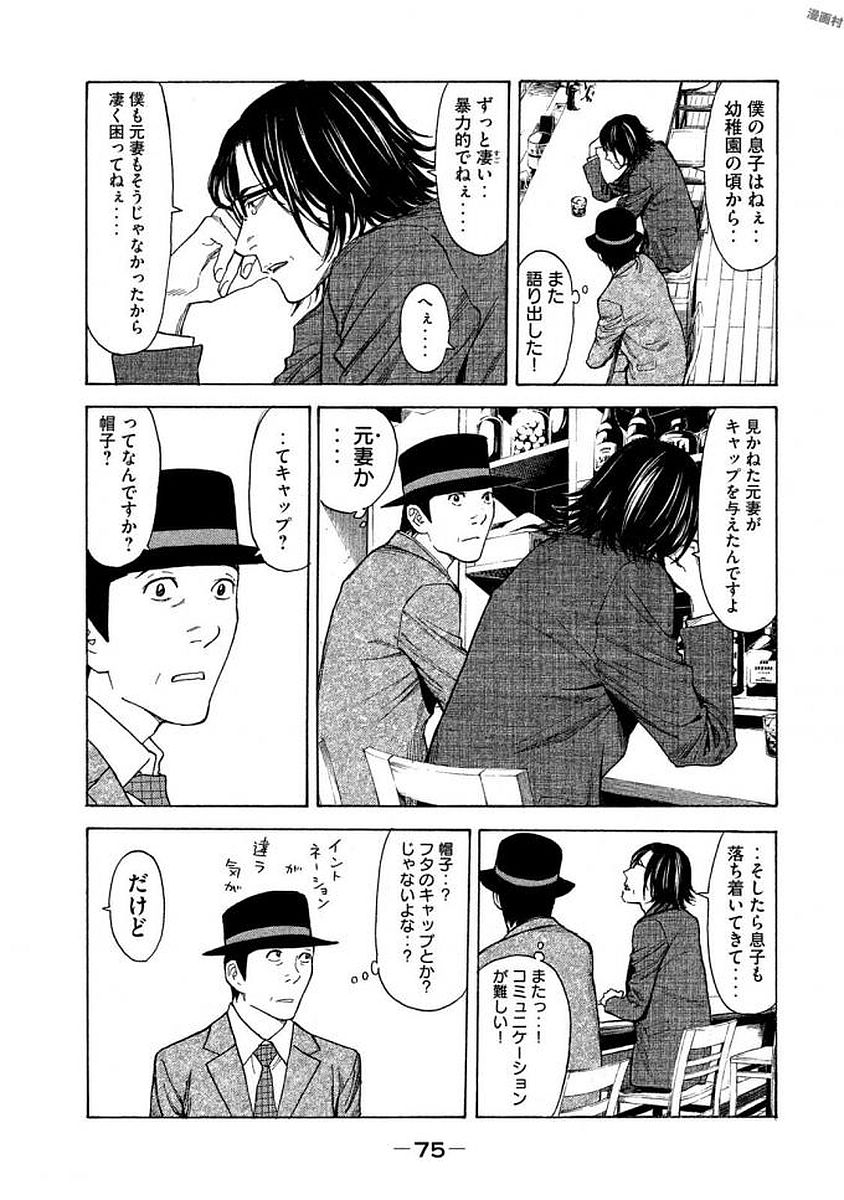 漫画村
僕の息子はねぇ‥
幼稚園の頃から‥
また
語り出した！
ずっと凄い‥
すご
暴力的でねぇ‥‥
へぇ‥‥
僕も元妻もそうじゃなかったから
凄く困ってねぇ‥‥
見かねた元妻が
キャップを与えたんですよ
元妻か
‥‥
‥てキャップ？
ってなんですか？
帽子？
‥そしたら息子も
落ち着いてきて‥‥
またっ‥！
コミュニケーション
が難しい！
帽子‥？
フタのキャップとか？
じゃないよな‥？
イント
ネーション
が
違う
気が
だけど
－75－